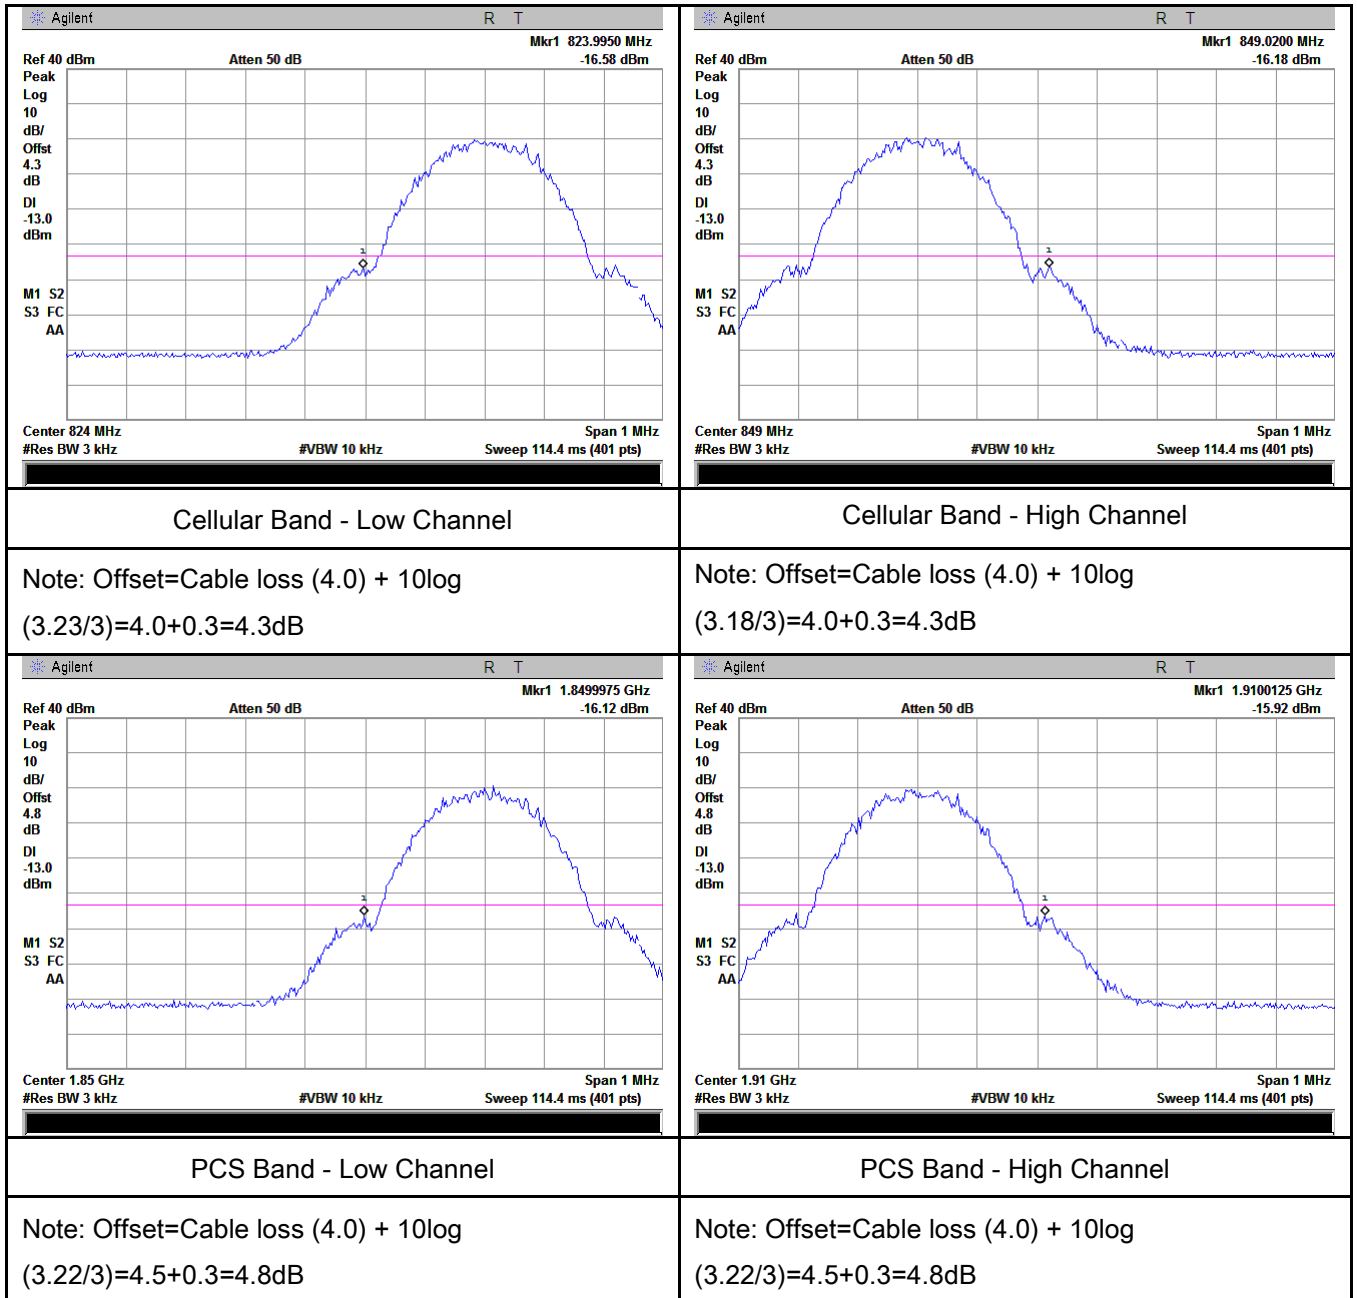 Agilent R T
Mkr1 823.9950 MHz
Ref 40 dBm Atten 50 dB -16.58 dBm
Peak
Log
10
dB/
Offst
4.3
dB
DI
-13.0
dBm
1
M1 S2
S3 FC
AA
Center 824 MHz Span 1 MHz
#Res BW 3 kHz #VBW 10 kHz Sweep 114.4 ms (401 pts)
Agilent R T
Mkr1 849.0200 MHz
Ref 40 dBm Atten 50 dB -16.18 dBm
Peak
Log
10
dB/
Offst
4.3
dB
DI
-13.0
dBm
1
M1 S2
S3 FC
AA
Center 849 MHz Span 1 MHz
#Res BW 3 kHz #VBW 10 kHz Sweep 114.4 ms (401 pts)
Cellular Band - Low Channel
Cellular Band - High Channel
Note: Offset=Cable loss (4.0) + 10log
(3.23/3)=4.0+0.3=4.3dB
Note: Offset=Cable loss (4.0) + 10log
(3.18/3)=4.0+0.3=4.3dB
Agilent R T
Mkr1 1.8499975 GHz
Ref 40 dBm Atten 50 dB -16.12 dBm
Peak
Log
10
dB/
Offst
4.8
dB
DI
-13.0
dBm
1
M1 S2
S3 FC
AA
Center 1.85 GHz Span 1 MHz
#Res BW 3 kHz #VBW 10 kHz Sweep 114.4 ms (401 pts)
Agilent R T
Mkr1 1.9100125 GHz
Ref 40 dBm Atten 50 dB -15.92 dBm
Peak
Log
10
dB/
Offst
4.8
dB
DI
-13.0
dBm
1
M1 S2
S3 FC
AA
Center 1.91 GHz Span 1 MHz
#Res BW 3 kHz #VBW 10 kHz Sweep 114.4 ms (401 pts)
PCS Band - Low Channel
PCS Band - High Channel
Note: Offset=Cable loss (4.0) + 10log
(3.22/3)=4.5+0.3=4.8dB
Note: Offset=Cable loss (4.0) + 10log
(3.22/3)=4.5+0.3=4.8dB